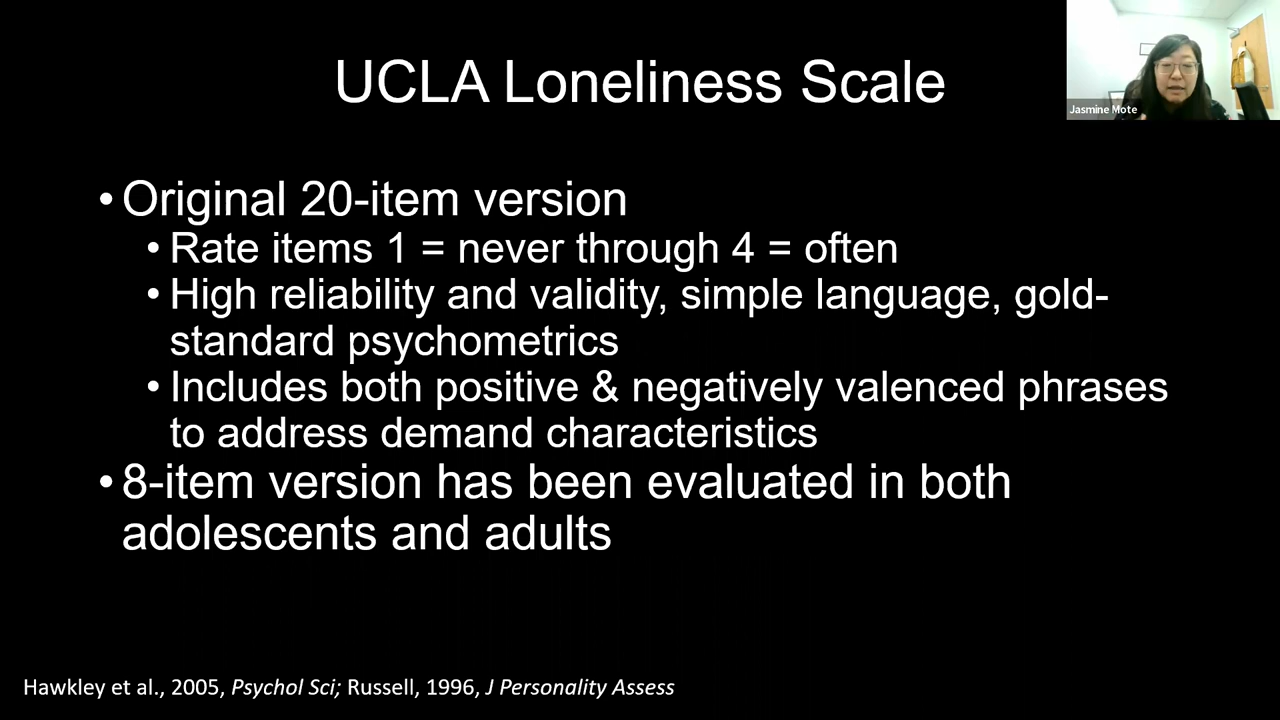 UCLA Loneliness Scale
Jasmine Mote
• Original 20-item version
• Rate items 1 = never through 4 = often
• High reliability and validity, simple language, gold-
standard psychometrics
• Includes both positive & negatively valenced phrases
to address demand characteristics
• 8-item version has been evaluated in both
adolescents and adults
Hawkley et al., 2005, Psychol Sci; Russell, 1996, J Personality Assess